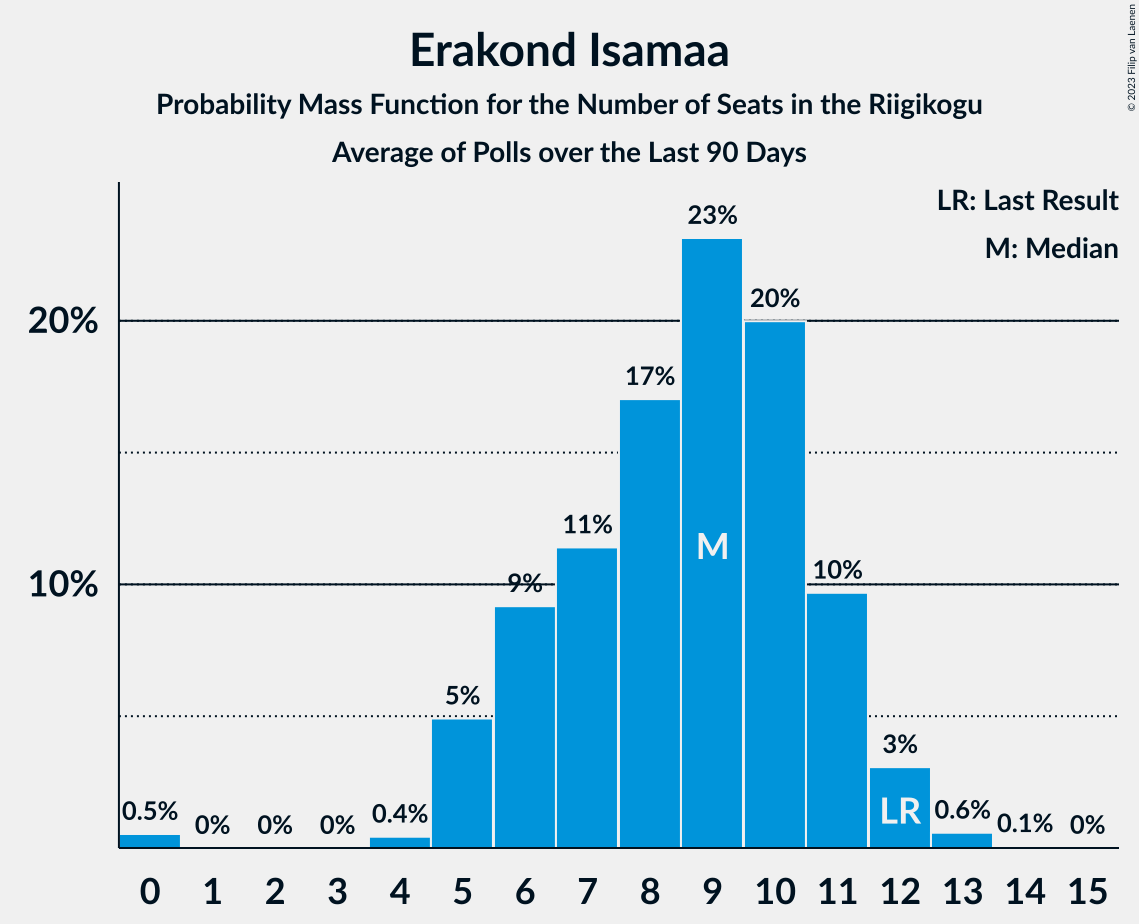 Erakond Isamaa
Probability Mass Function for the Number of Seats in the Riigikogu
Average of Polls over the Last 90 Days
© 2023 Filip van Laenen
LR: Last Result
M: Median
23%
20%
20%
17%
11%
M
10%
9%
10%
5%
3%
0.5%
0%
0%
0%
0.4%
LR
0.6%
0.1%
0%
0 1 2 3 4 5 6 7 8 9 10 11 12 13 14 15